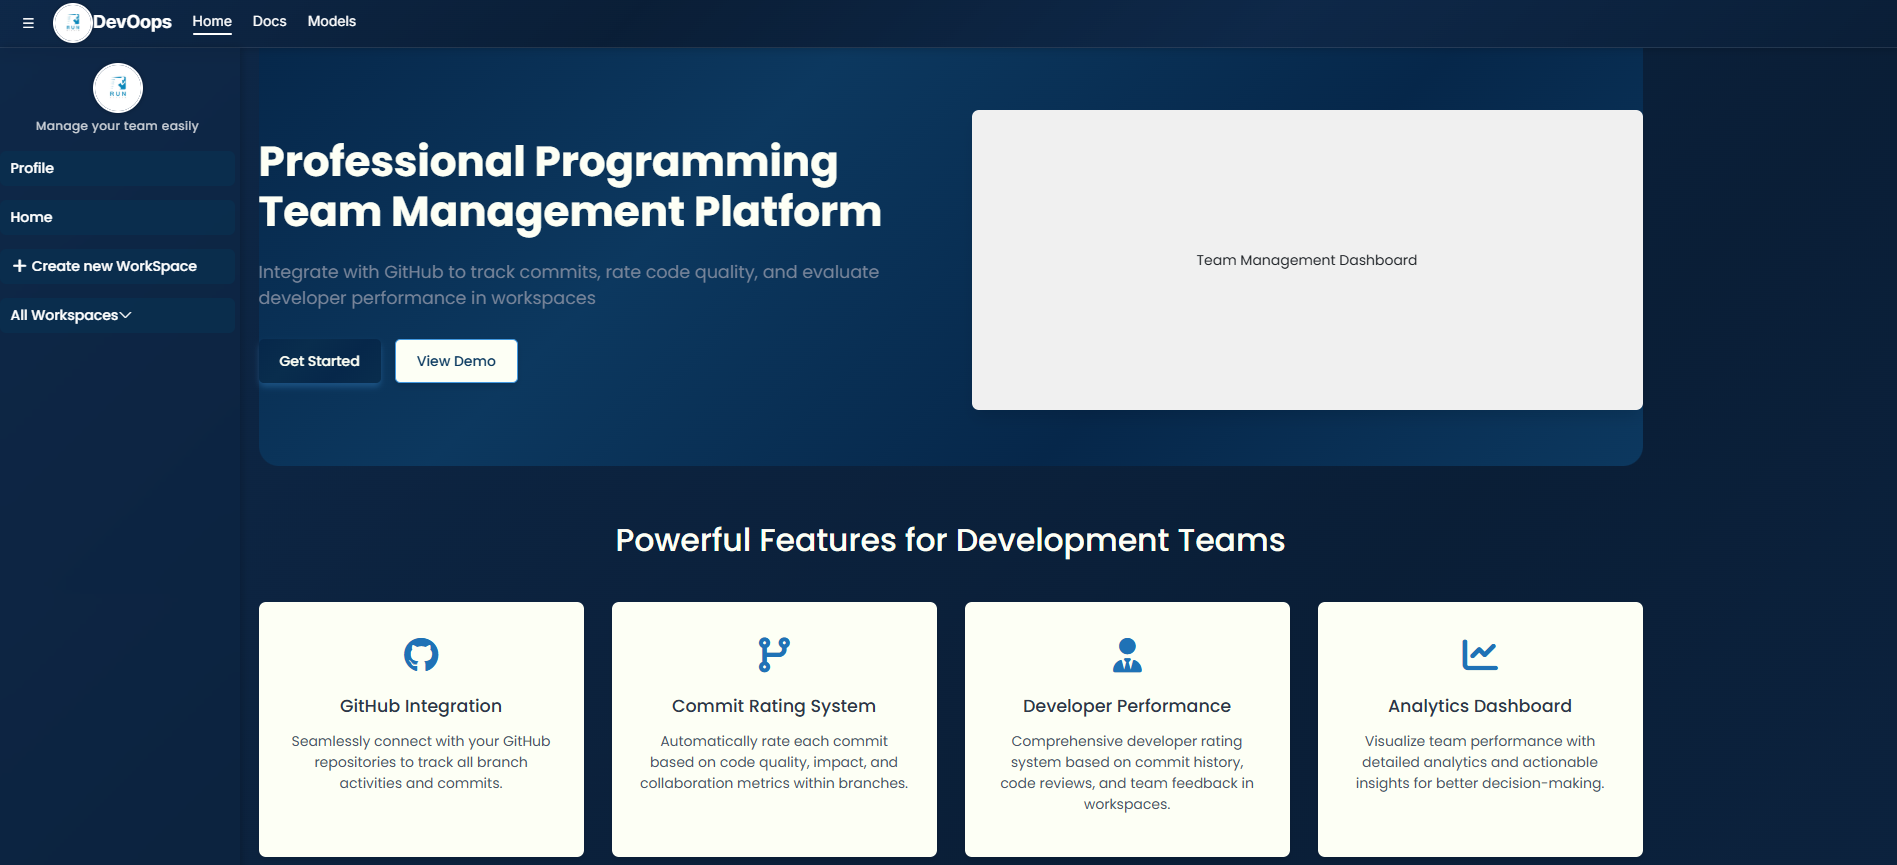 ☰ RUN DevOops Home Docs Models
RUN
Manage your team easily
Profile
Home
+ Create new WorkSpace
All Workspaces
Professional Programming
Team Management Platform
Integrate with GitHub to track commits, rate code quality, and evaluate
developer performance in workspaces
Get Started View Demo
Team Management Dashboard
Powerful Features for Development Teams
GitHub Integration
Seamlessly connect with your GitHub
repositories to track all branch
activities and commits.
Commit Rating System
Automatically rate each commit
based on code quality, impact, and
collaboration metrics within branches.
Developer Performance
Comprehensive developer rating
system based on commit history,
code reviews, and team feedback in
workspaces.
Analytics Dashboard
Visualize team performance with
detailed analytics and actionable
insights for better decision-making.